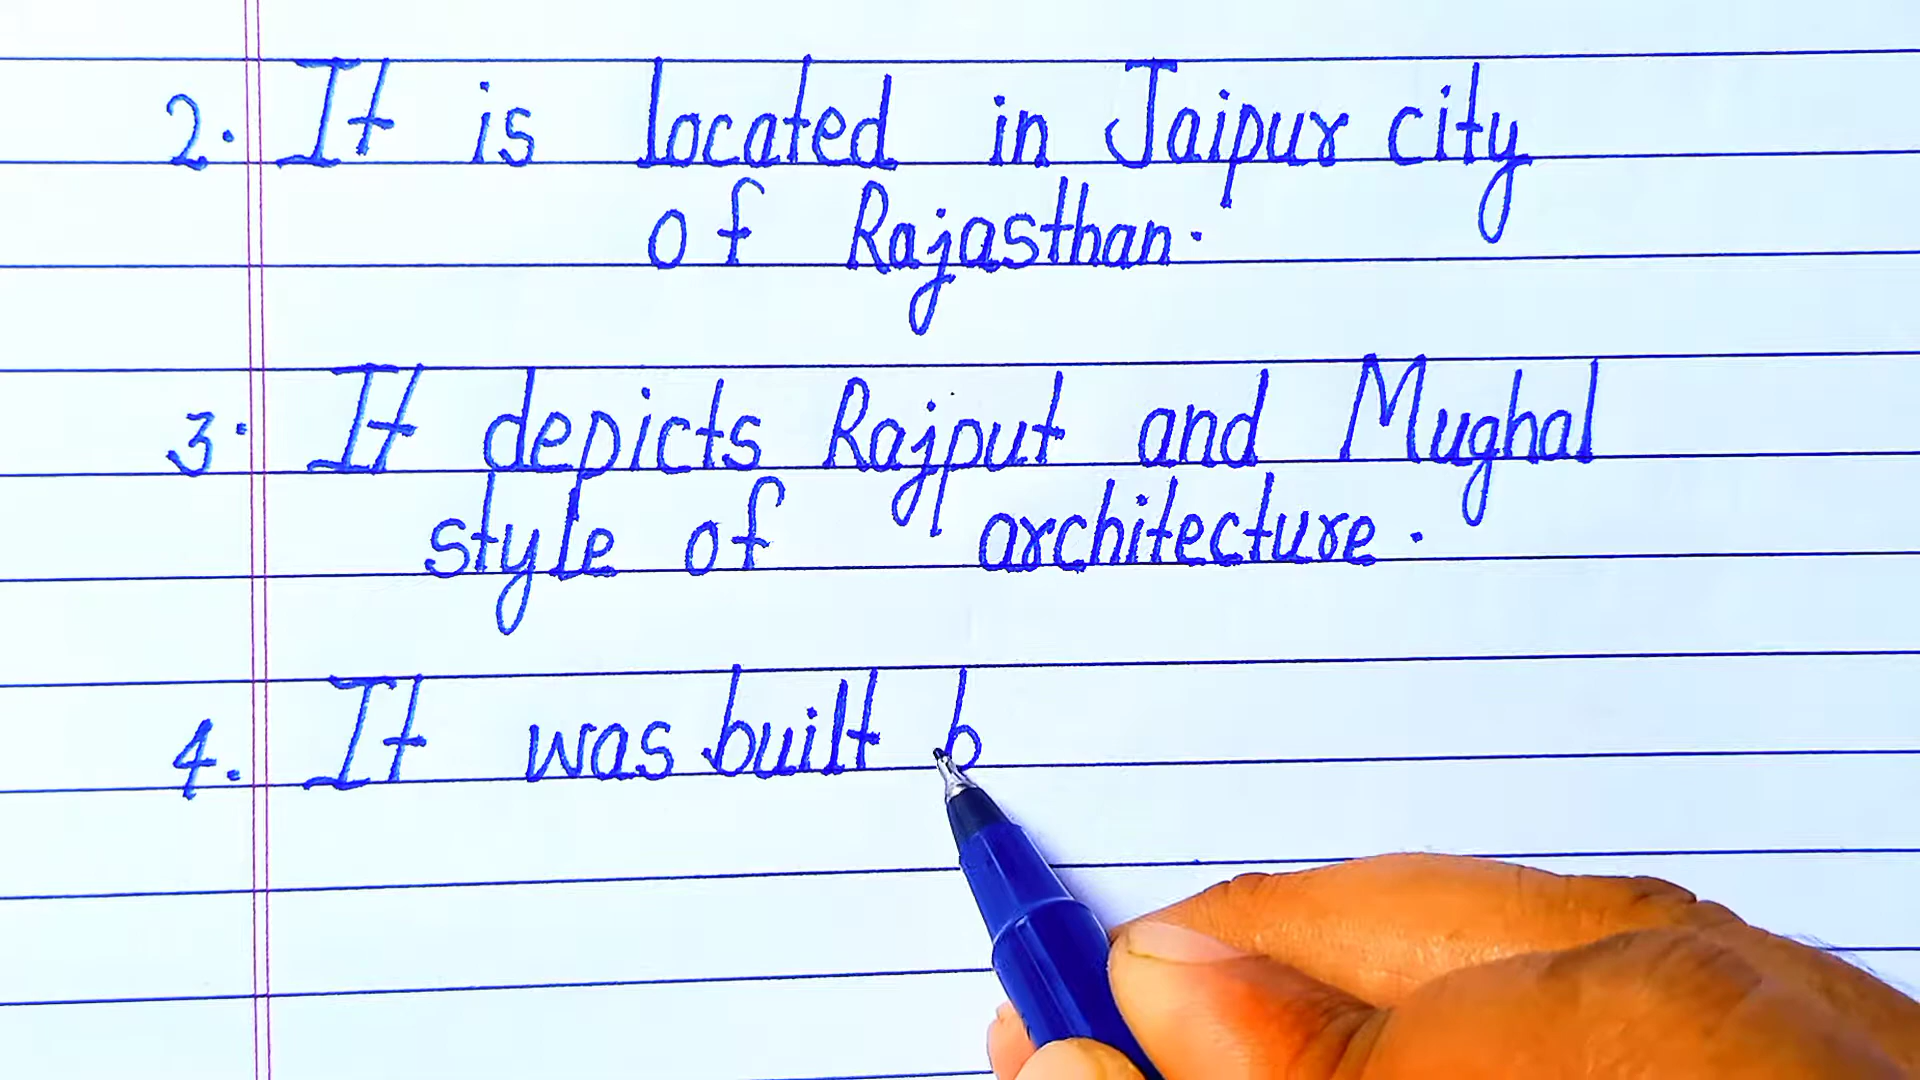 2. It is located in Jaipur city
of Rajasthan.
3. It depicts Rajput and Mughal
style of architecture.
4. It was built b